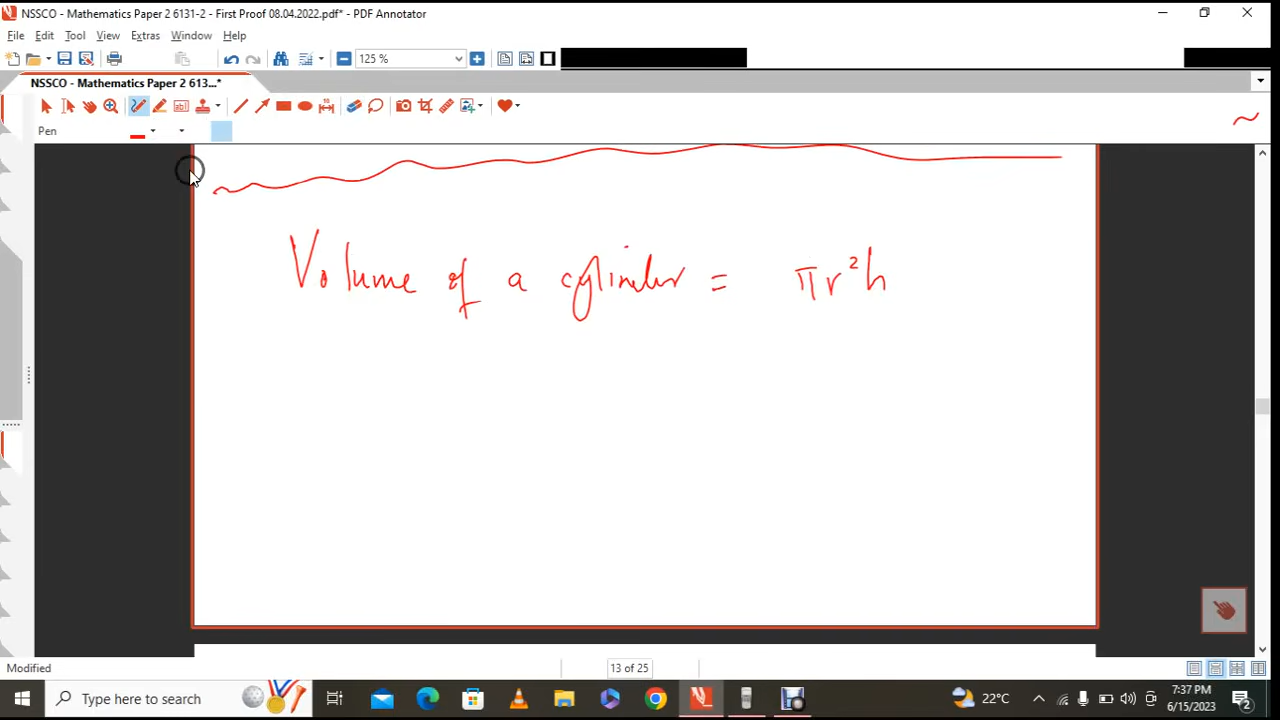 NSSCO - Mathematics Paper 2 6131-2 - First Proof 08.04.2022.pdf* - PDF Annotator
File Edit Tool View Extras Window Help
125 %
NSSCO - Mathematics Paper 2 613...*
Pen
Volume of a cylinder = πr²h
Modified
13 of 25
Type here to search
22°C
7:37 PM
6/15/2023
2